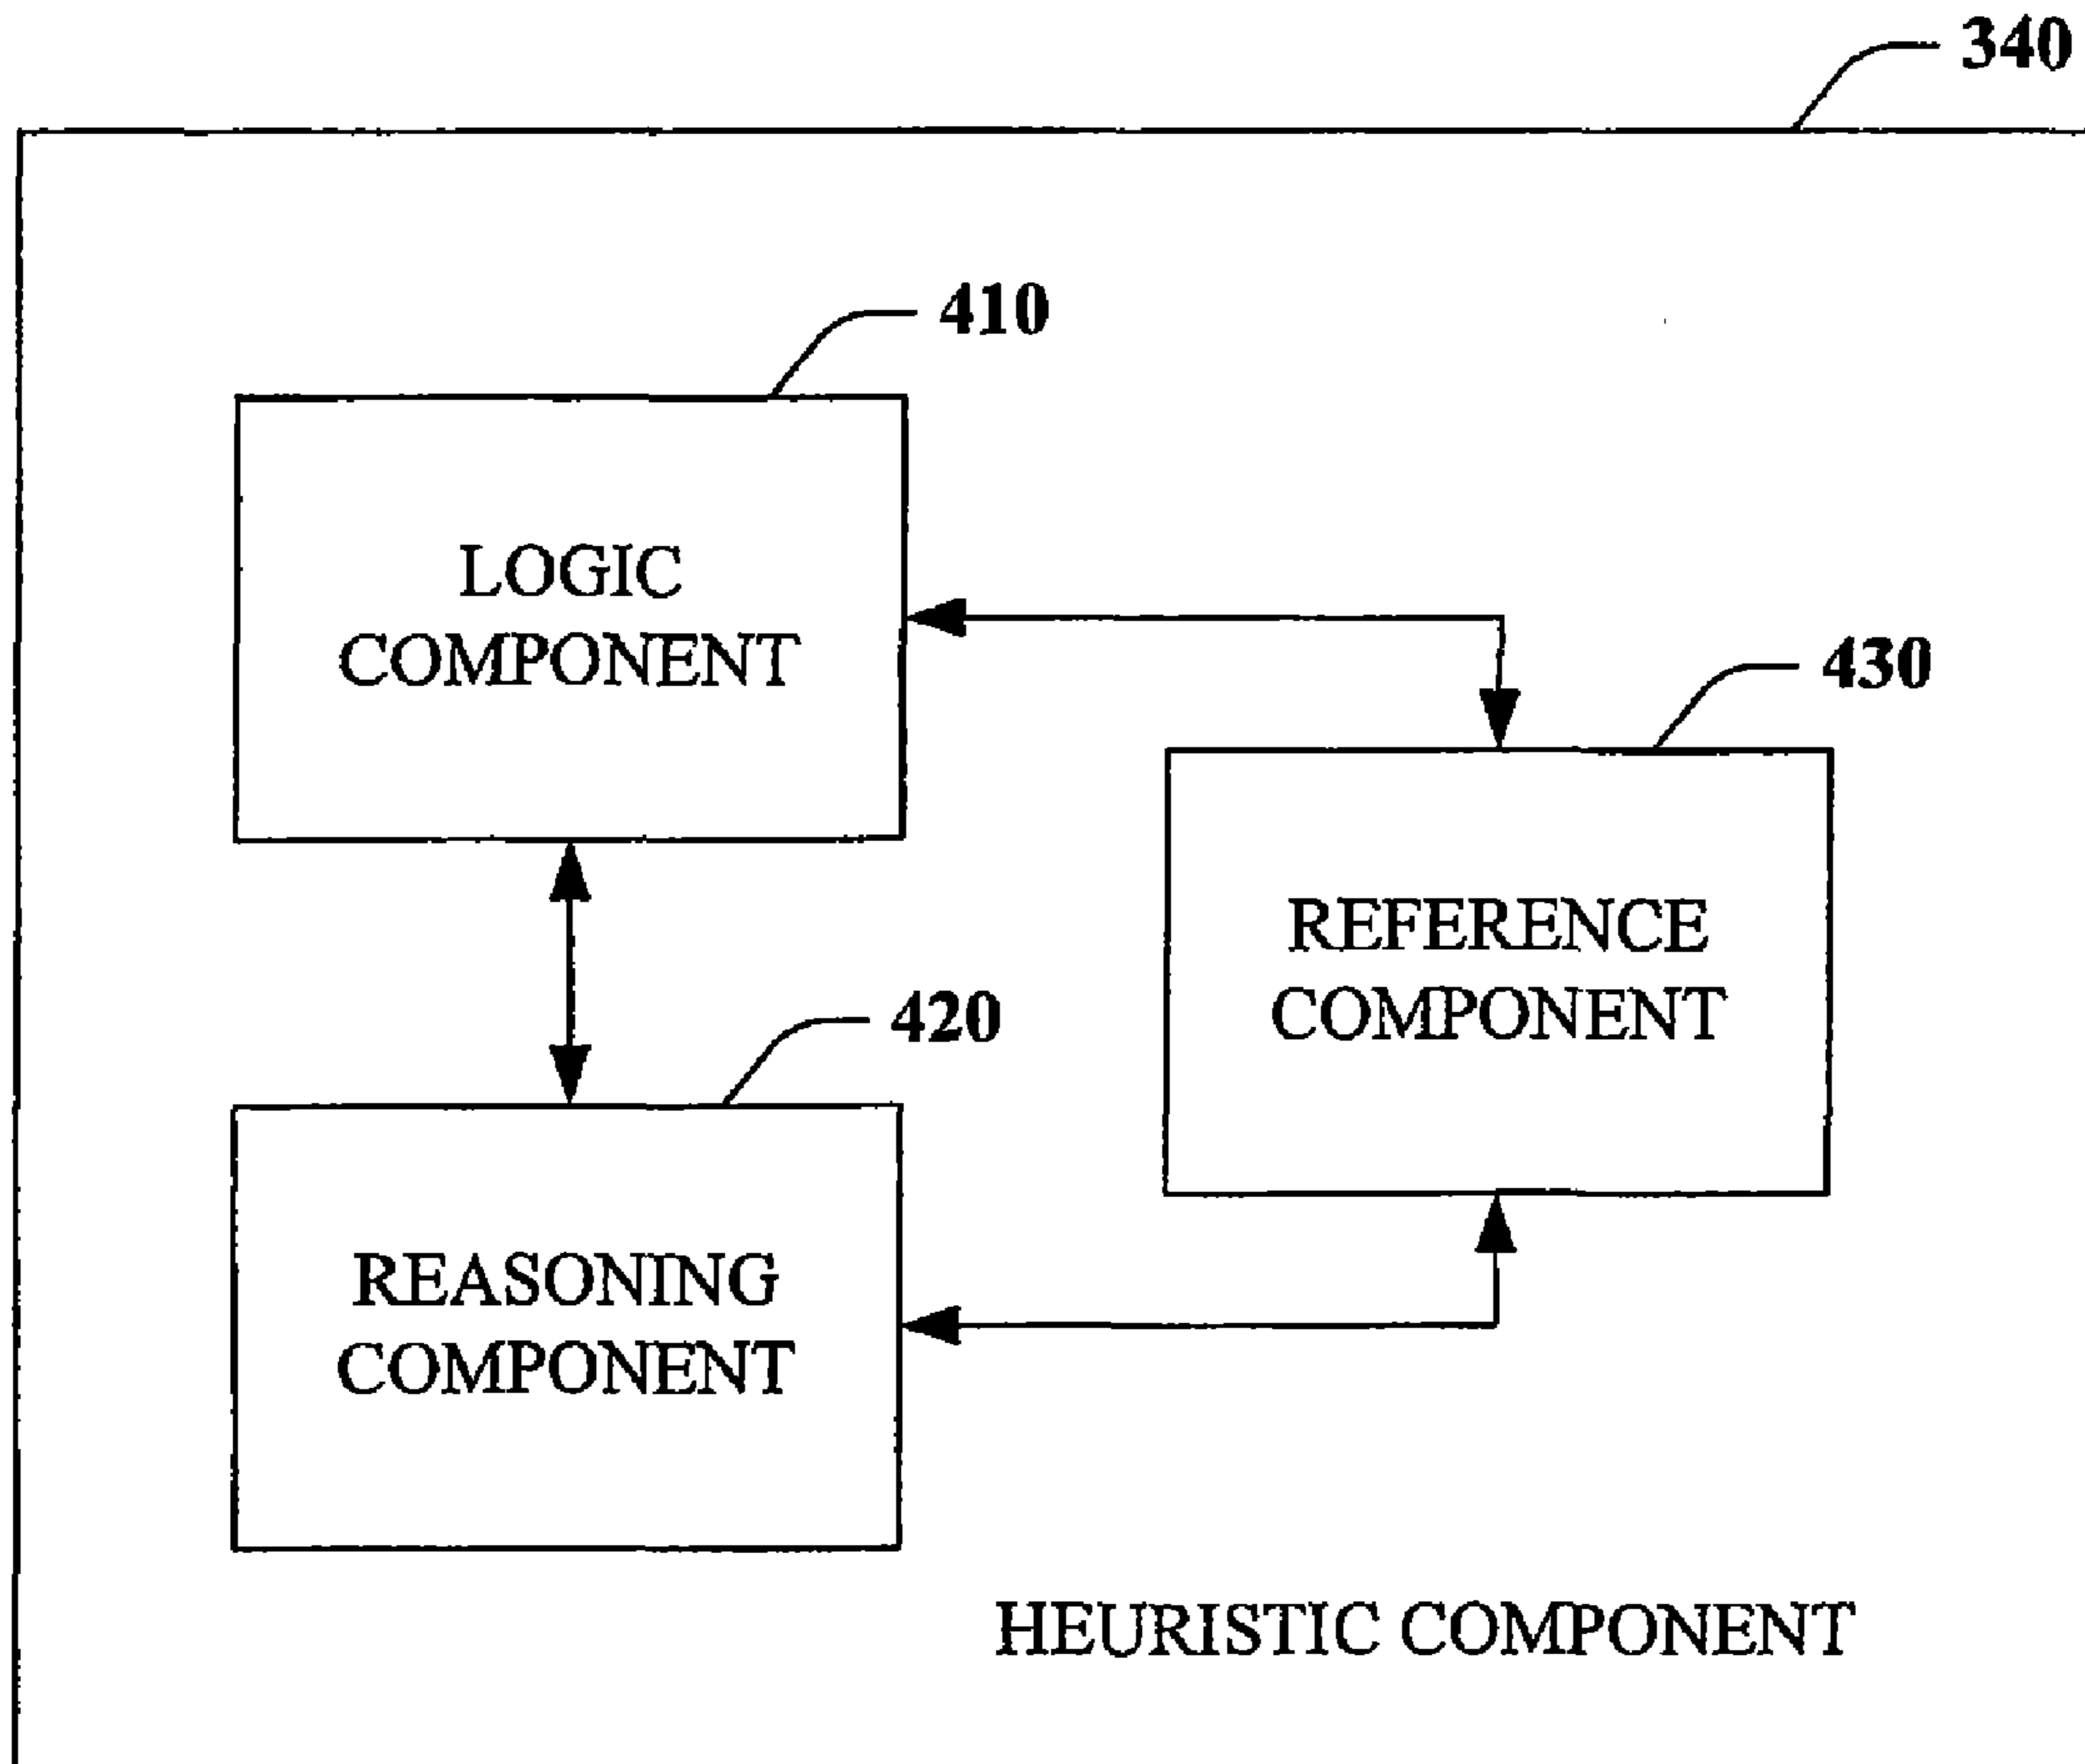 340
410
LOGIC
COMPONENT
430
REFERENCE
COMPONENT
420
REASONING
COMPONENT
HEURISTIC COMPONENT